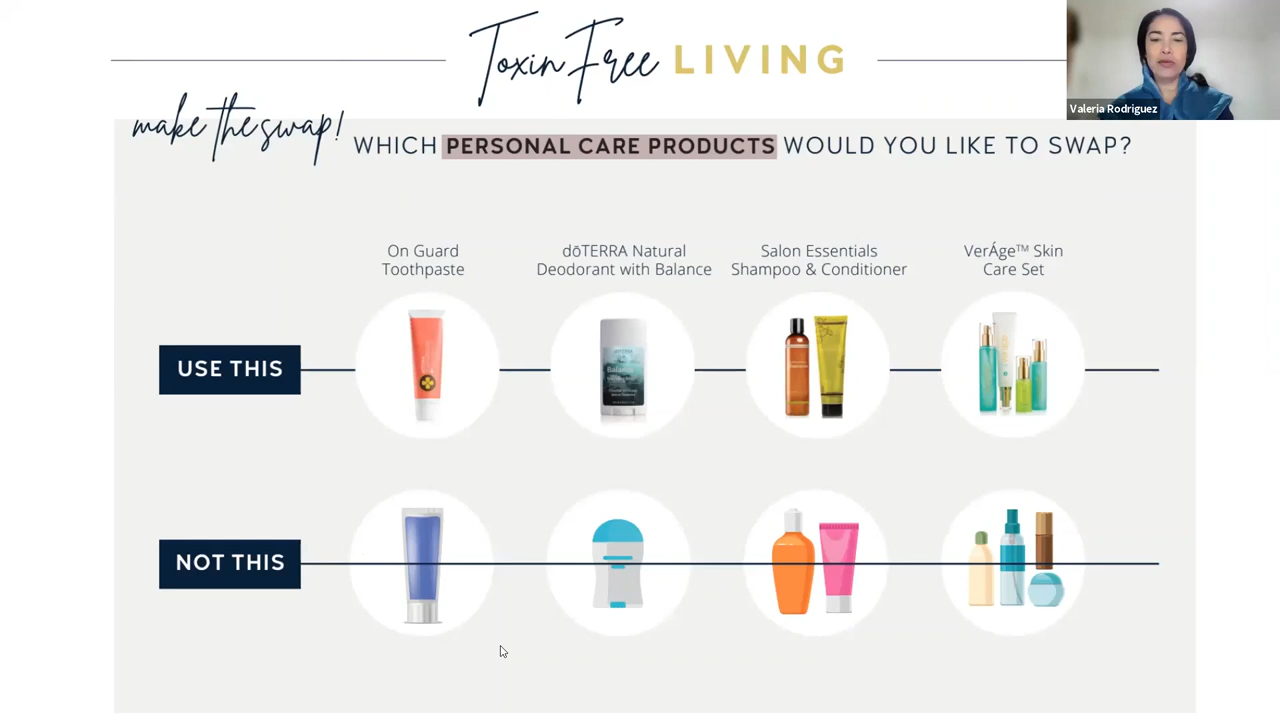 Toxin Free LIVING
Valeria Rodriguez
make the swap!
WHICH PERSONAL CARE PRODUCTS WOULD YOU LIKE TO SWAP?
On Guard
Toothpaste
dōTERRA Natural
Deodorant with Balance
Salon Essentials
Shampoo & Conditioner
VerÁge™ Skin
Care Set
USE THIS
Balance
NOT THIS